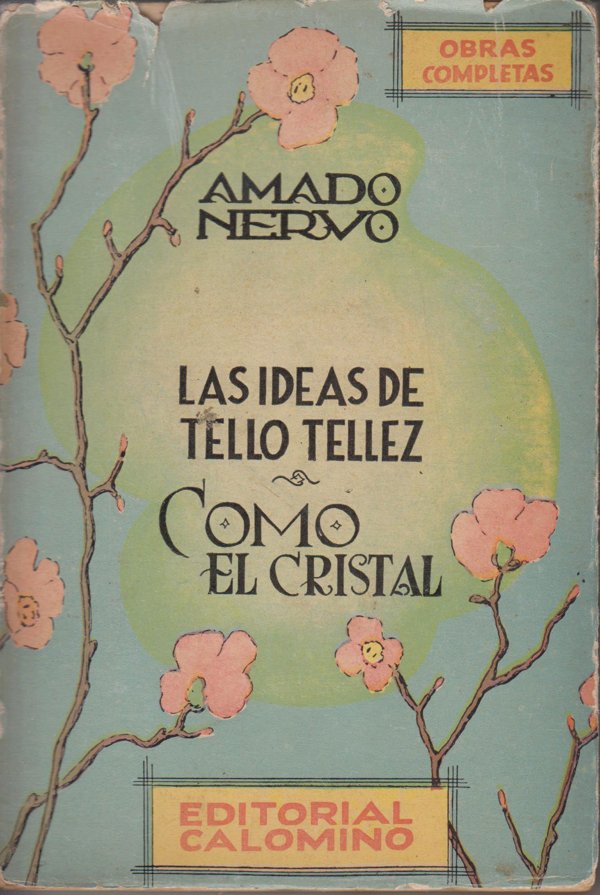 OBRAS
COMPLETAS
AMADO
NERVO
LAS IDEAS DE
TELLO TELLEZ
COMO
EL CRISTAL
EDITORIAL
CALOMINO